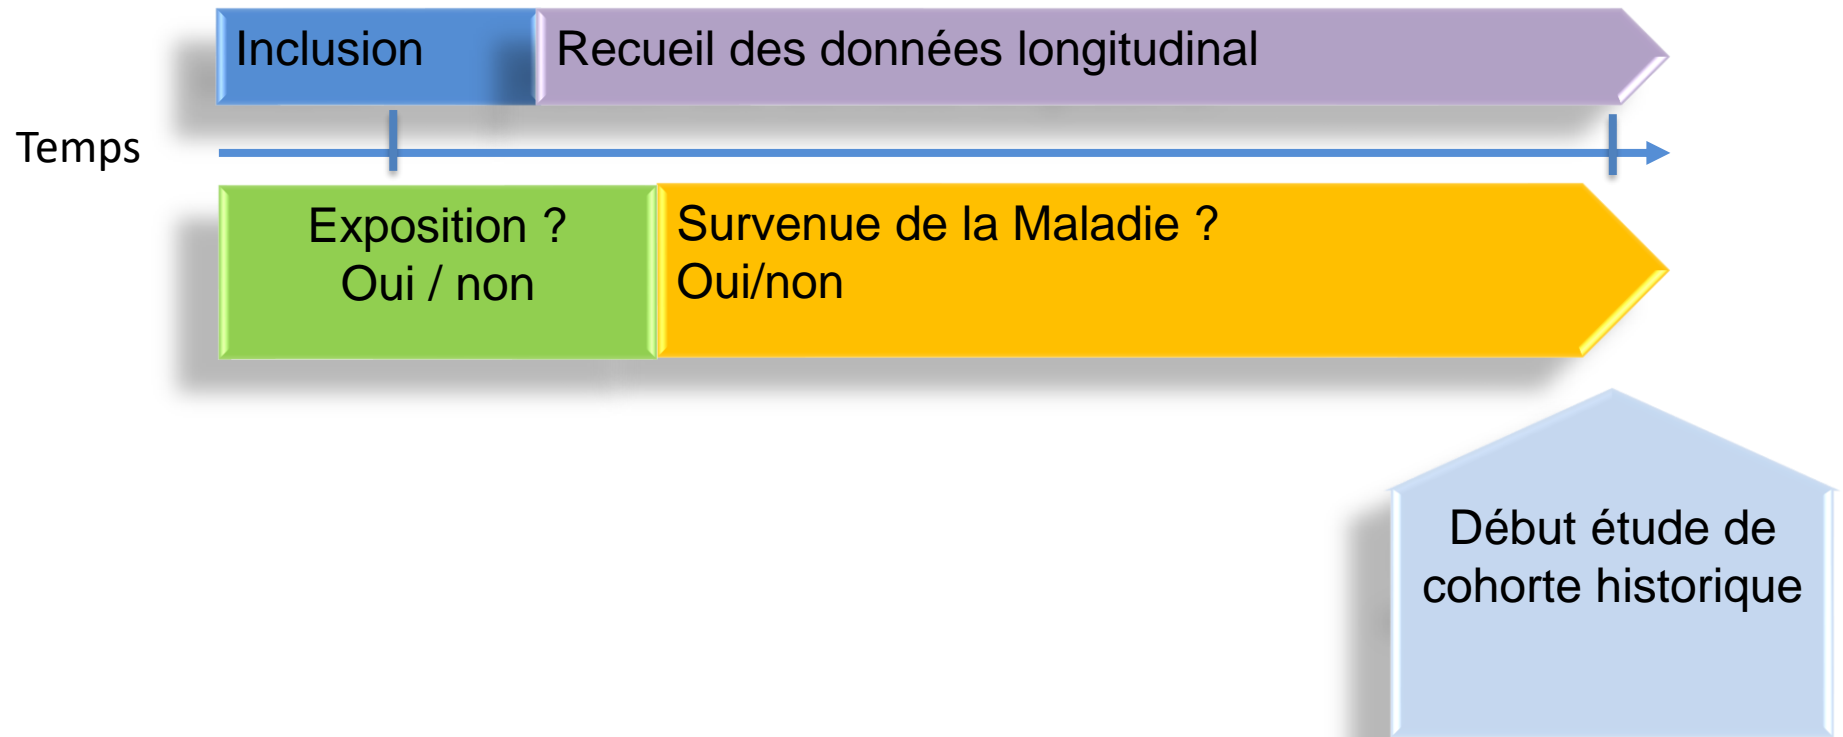 Inclusion
Recueil des données longitudinal
Temps
Exposition ?
Oui / non
Survenue de la Maladie ?
Oui/non
Début étude de
cohorte historique